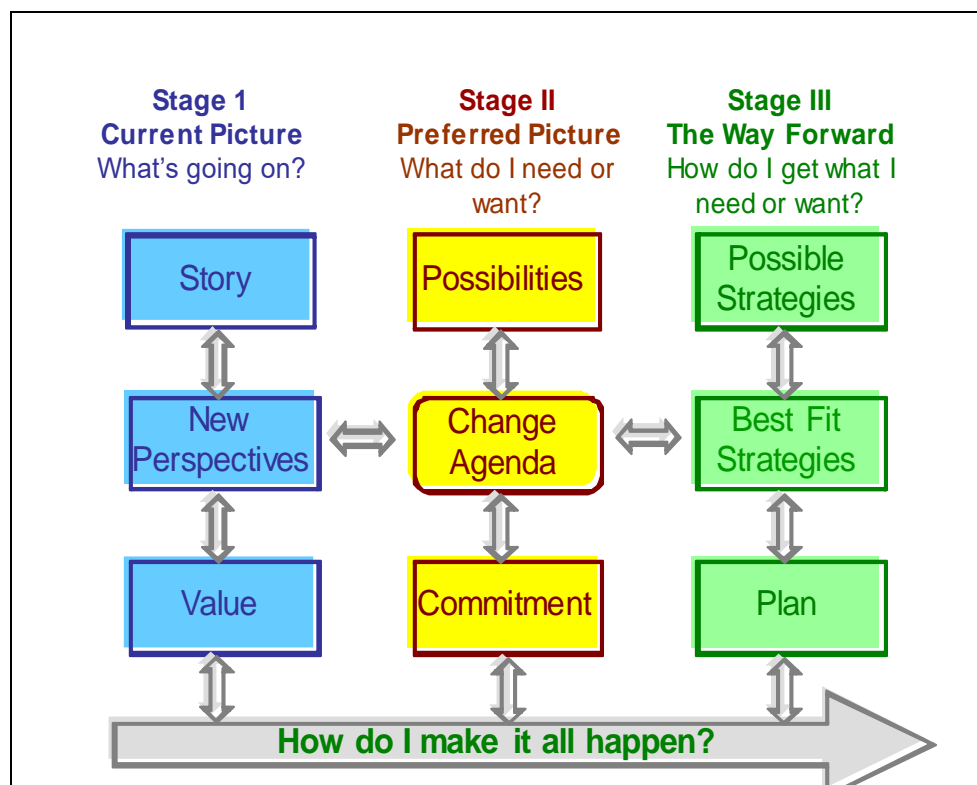 Stage 1
Current Picture
What's going on?
Stage II
Preferred Picture
What do I need or
want?
Stage III
The Way Forward
How do I get what I
need or want?
Story
Possibilities
Possible
Strategies
New
Perspectives
Change
Agenda
Best Fit
Strategies
Value
Commitment
Plan
How do I make it all happen?